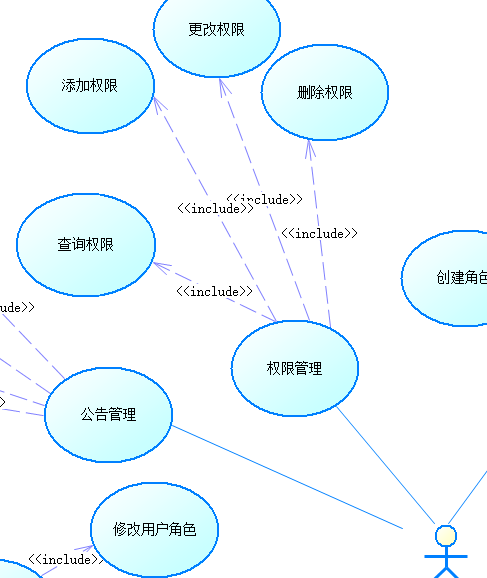 更改权限
添加权限
删除权限
<<include>>
<<include>>
<<include>>
查询权限
创建角色
<<include>>
ude>>
权限管理
公告管理
>
修改用户角色
<<include>>